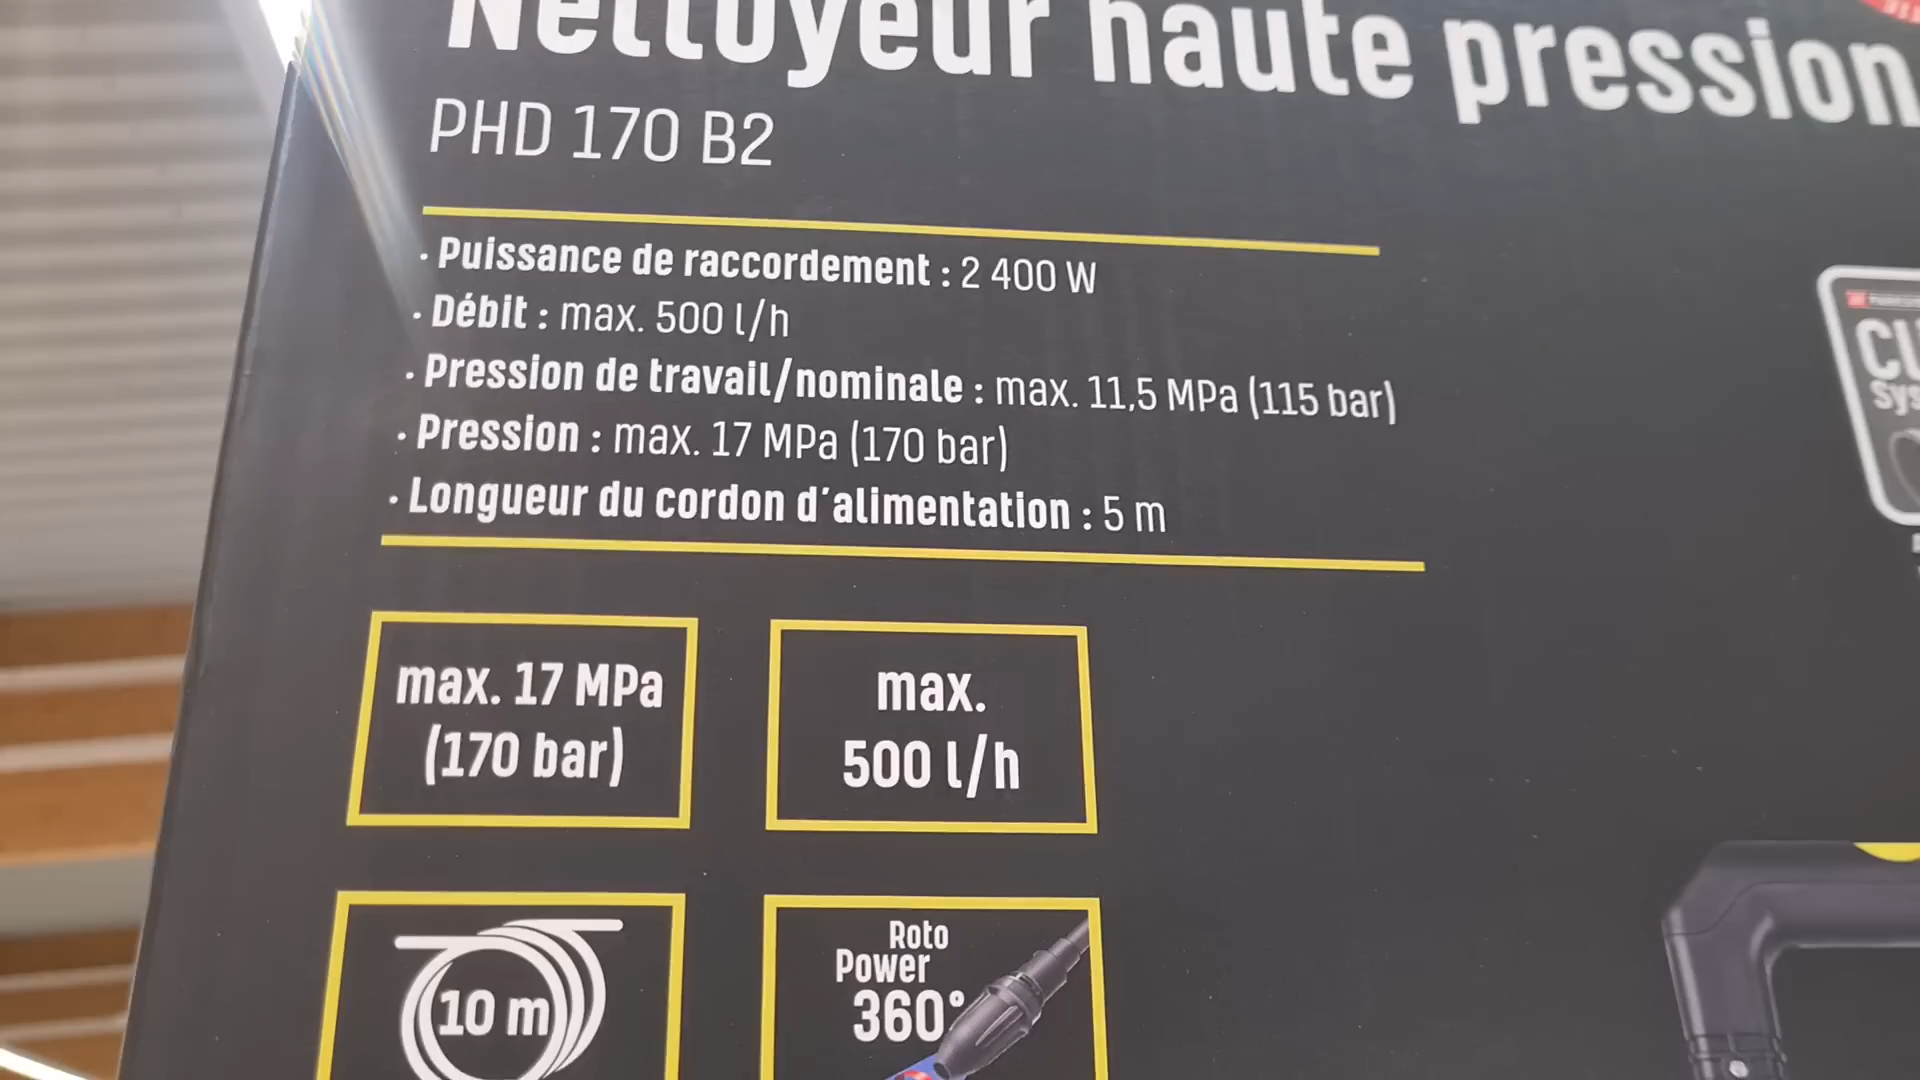 Nettoyeur haute pression
PHD 170 B2
· Puissance de raccordement : 2 400 W
· Débit : max. 500 l/h
· Pression de travail/nominale : max. 11,5 MPa (115 bar)
· Pression : max. 17 MPa (170 bar)
· Longueur du cordon d'alimentation : 5 m
max. 17 MPa
(170 bar)
max.
500 l/h
10 m
Roto
Power
360°